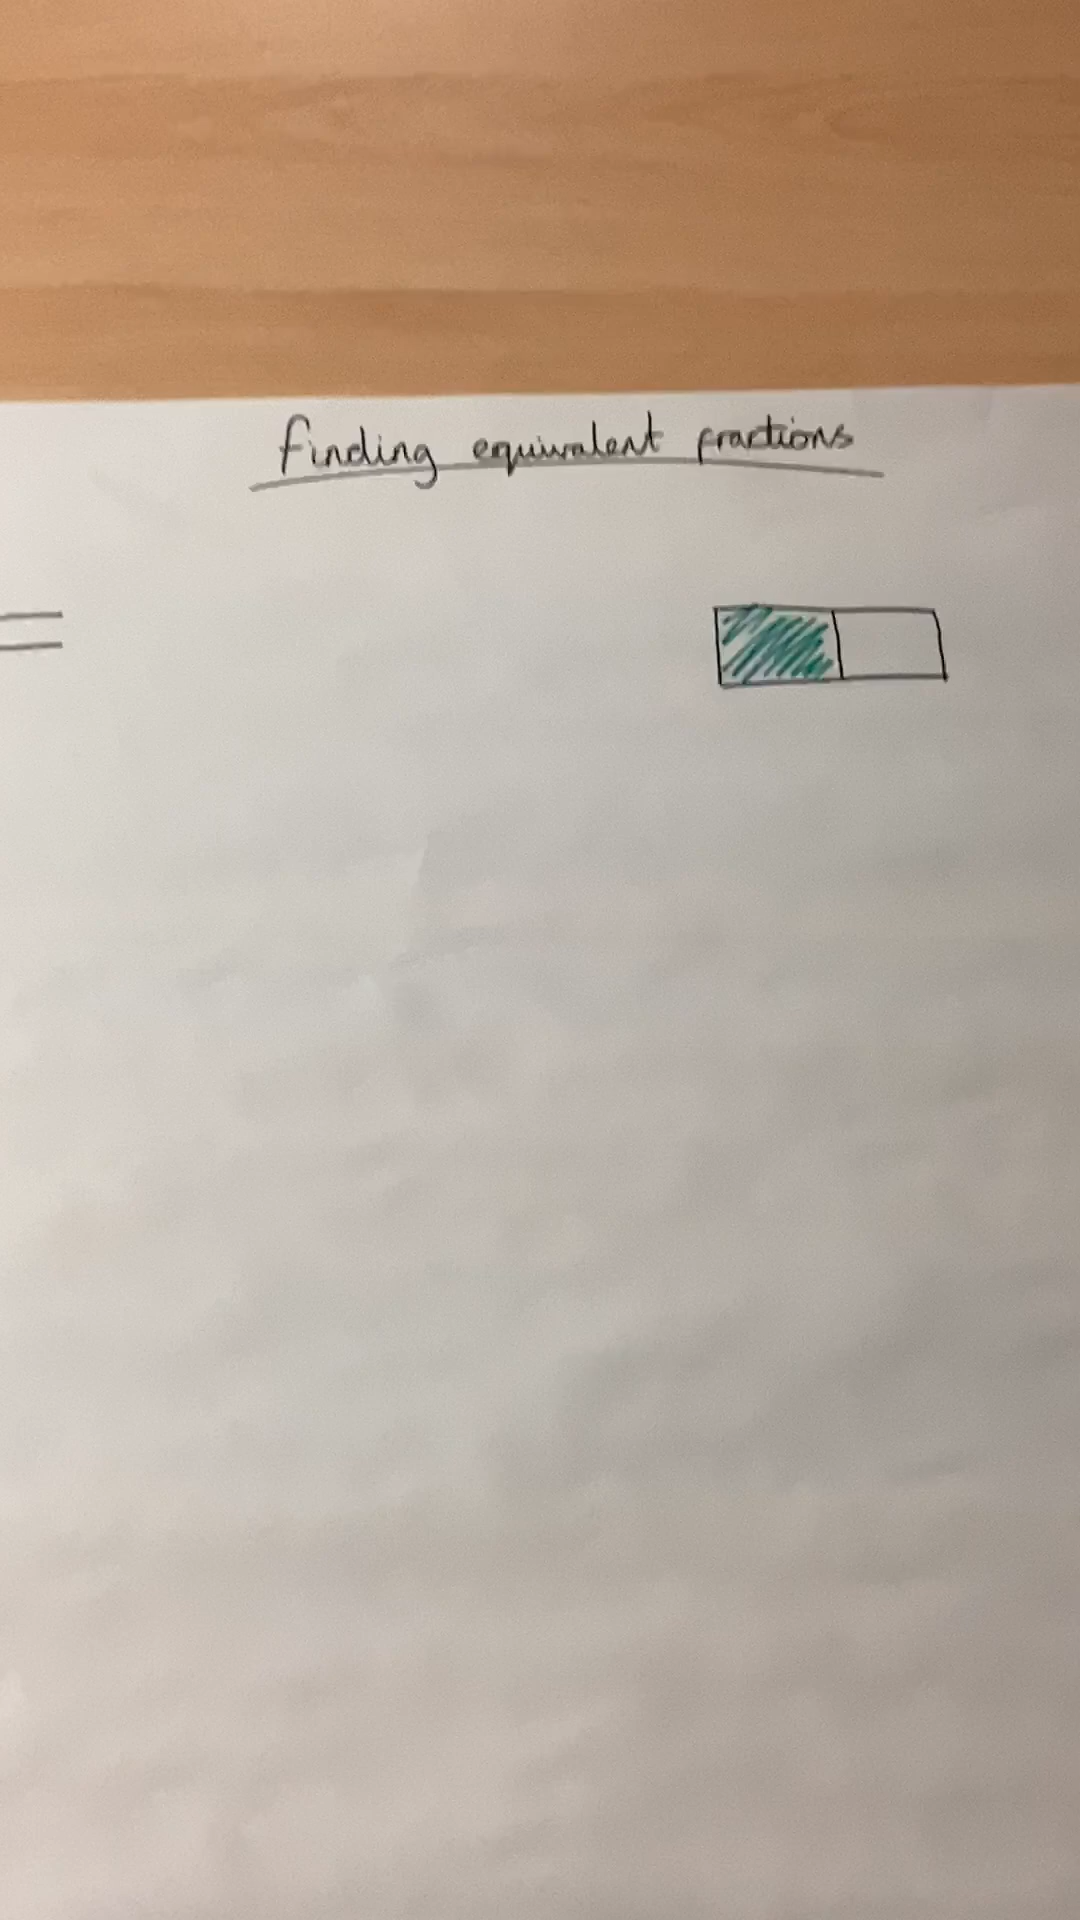 finding equivalent fractions
=